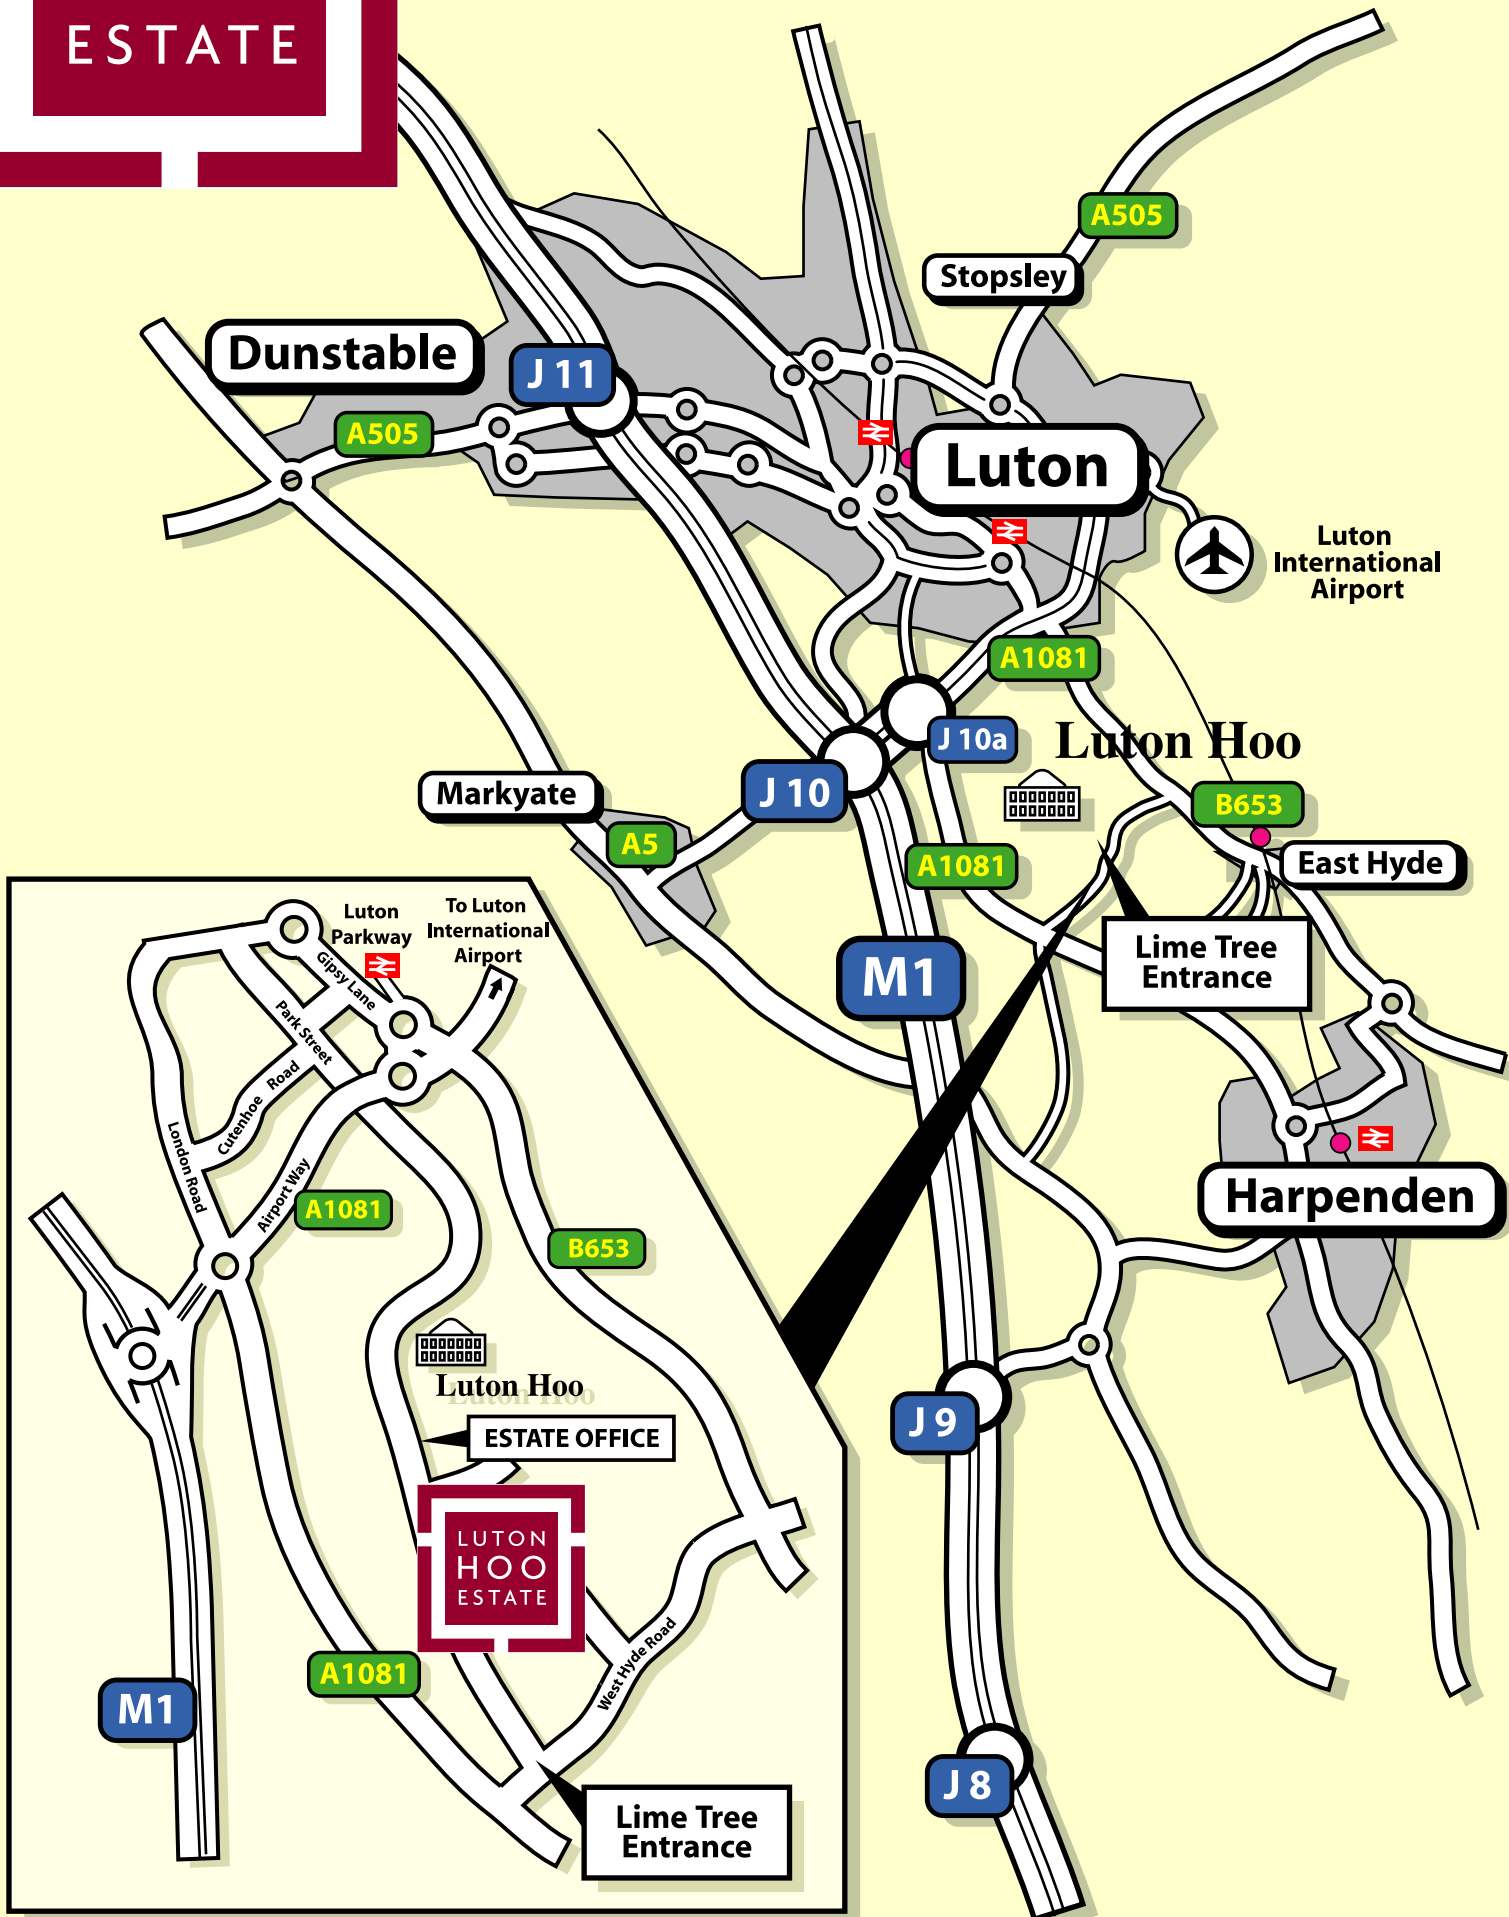 ESTATE
A505
Stopsley
Dunstable
J 11
A505
Luton
Luton
International
Airport
A1081
Luton Hoo
J 10a
Markyate
J 10
B653
A5
A1081
East Hyde
Lime Tree
Entrance
M1
Harpenden
J 9
J 8
Luton
Parkway
To Luton
International
Airport
Gipsy Lane
Park Street
Cutenhoe Road
London Road
Airport Way
A1081
B653
Luton Hoo
ESTATE OFFICE
LUTON
HOO
ESTATE
A1081
West Hyde Road
M1
Lime Tree
Entrance